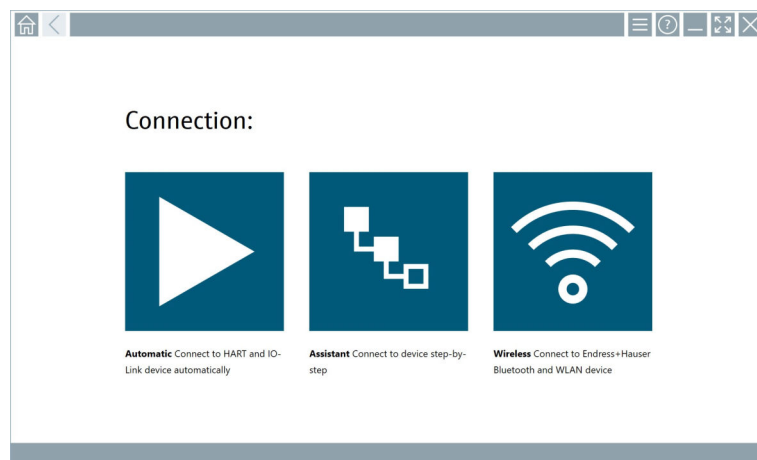 Connection:
Automatic Connect to HART and IO-
Link device automatically
Assistant Connect to device step-by-
step
Wireless Connect to Endress+Hauser
Bluetooth and WLAN device